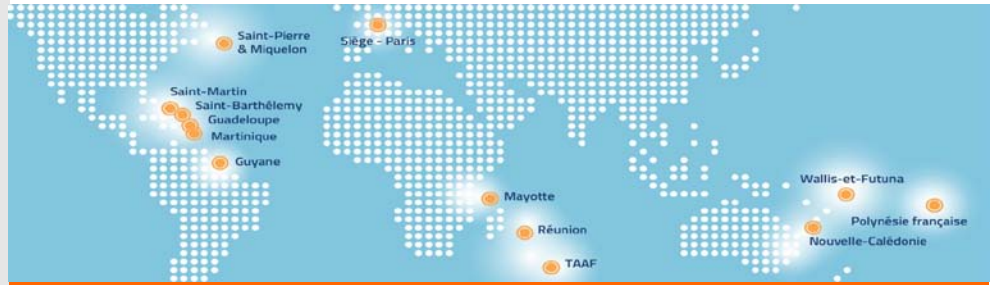 Saint-Pierre
& Miquelon
Siège - Paris
Saint-Martin
Saint-Barthélemy
Guadeloupe
Martinique
Guyane
Mayotte
Réunion
TAAF
Wallis-et-Futuna
Polynésie française
Nouvelle-Calédonie